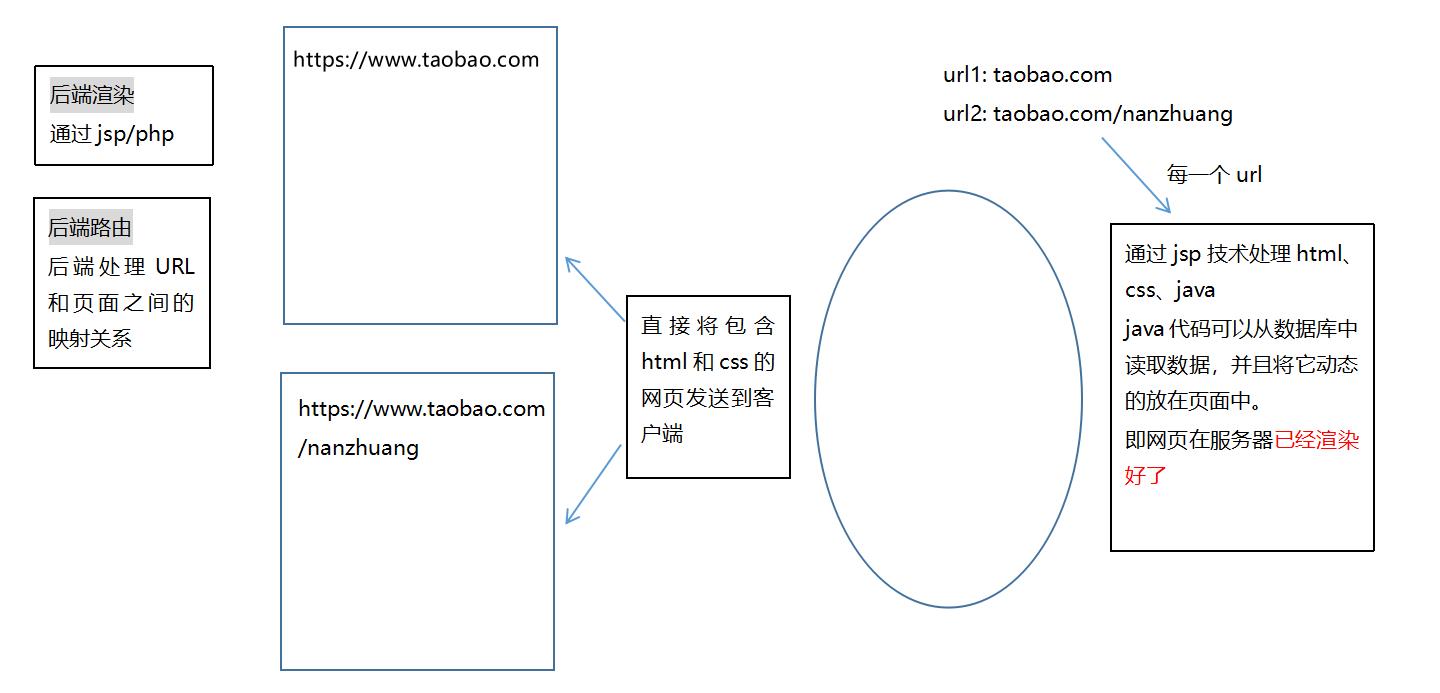 后端渲染
通过 jsp/php
后端路由
后端处理 URL
和页面之间的
映射关系
https://www.taobao.com
https://www.taobao.com
/nanzhuang
直接将包含
html 和 css 的
网页发送到客
户端
url1: taobao.com
url2: taobao.com/nanzhuang
每一个 url
通过 jsp 技术处理 html、
css、java
java 代码可以从数据库中
读取数据，并且将它动态
的放在页面中。
即网页在服务器已经渲染
好了